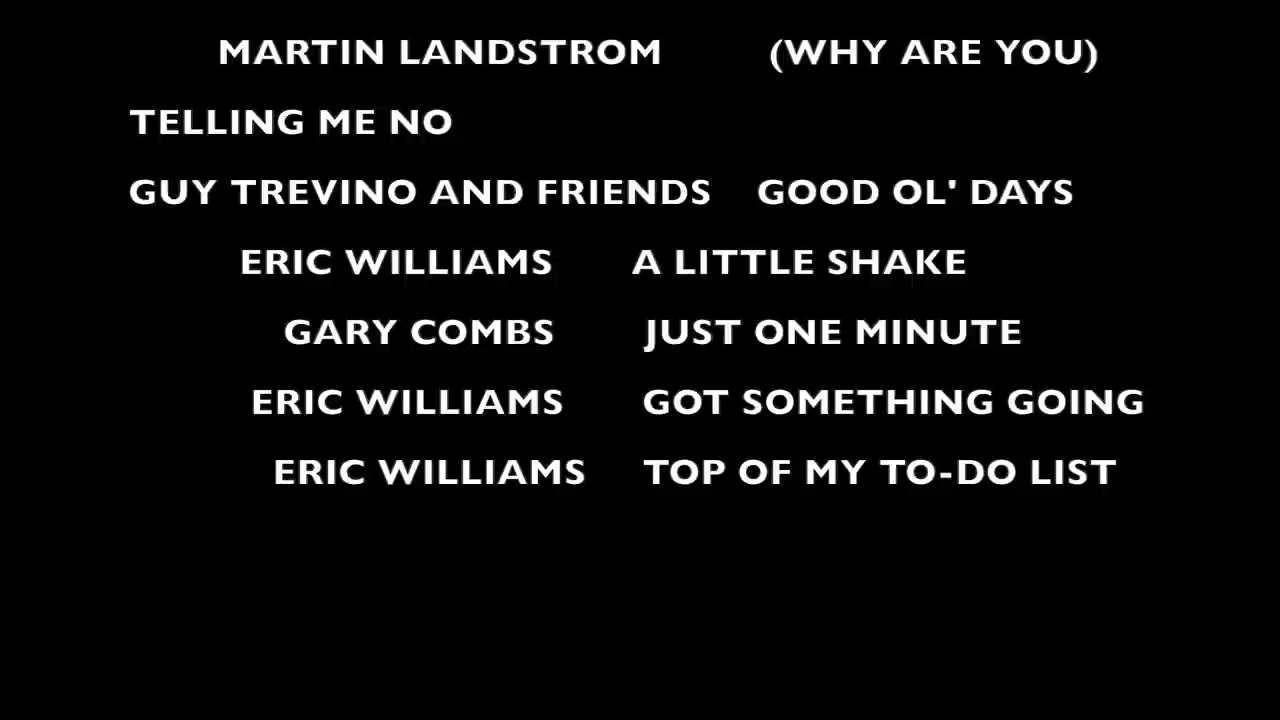 MARTIN LANDSTROM (WHY ARE YOU)
TELLING ME NO
GUY TREVINO AND FRIENDS GOOD OL' DAYS
ERIC WILLIAMS A LITTLE SHAKE
GARY COMBS JUST ONE MINUTE
ERIC WILLIAMS GOT SOMETHING GOING
ERIC WILLIAMS TOP OF MY TO-DO LIST